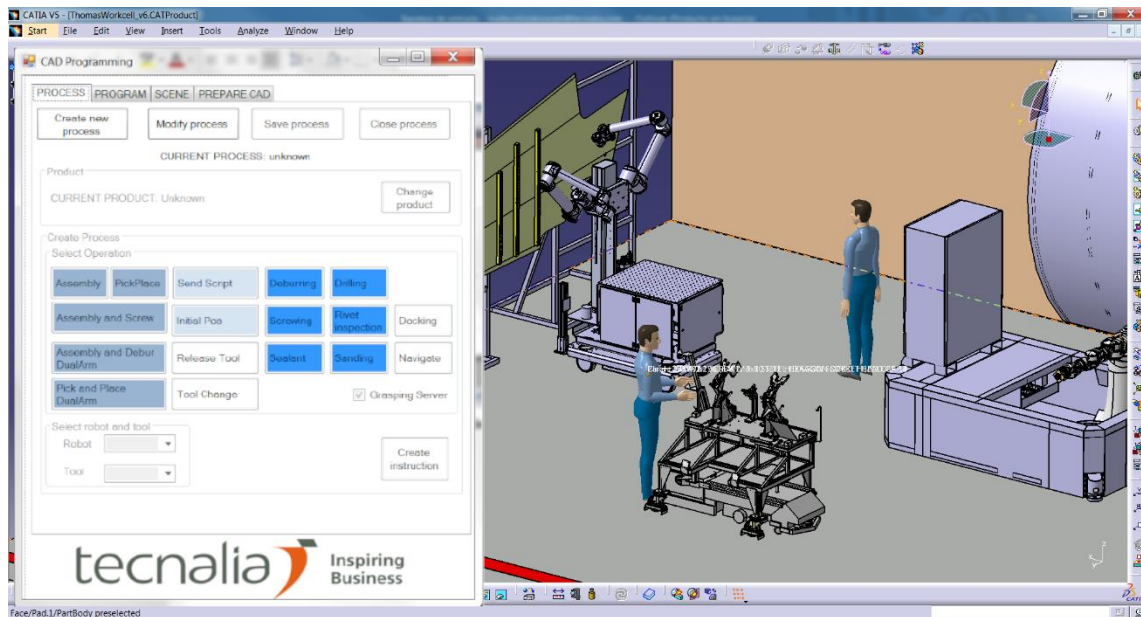 CATIA V5 - [ThomasWorkcell_v6.CATProduct]
Start File Edit View Insert Tools Analyze Window Help
CAD Programming
PROCESS PROGRAM SCENE PREPARE CAD
Create new process
Modify process
Save process
Close process
CURRENT PROCESS: unknown
Product
CURRENT PRODUCT: Unknown
Change product
Create Process
Select Operation
Assembly PickPlace Send Script Deburring Drilling
Assembly and Screw Initial Pos Screwing Rivet inspection Docking
Assembly and Debur DualArm Release Tool Sealant Sanding Navigate
Pick and Place DualArm Tool Change Grasping Server
Select robot and tool
Robot
Tool
Create instruction
tecnalia Inspiring Business
Face/Pad.1/PartBody preselected